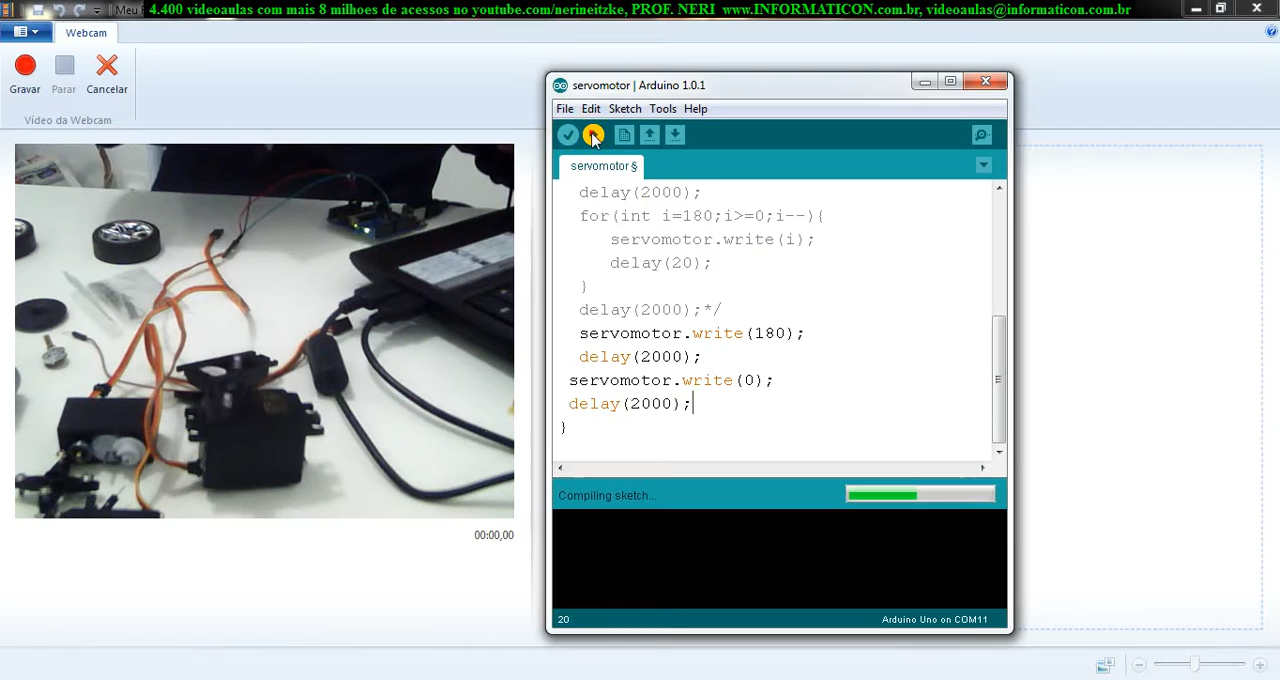 4.400 videoaulas com mais 8 milhoes de acessos no youtube.com/nerineitzke, PROF. NERI www.INFORMATICON.com.br, videoaulas@informaticon.com.br
Meu
Webcam
Gravar Parar Cancelar
Vídeo da Webcam
00:00,00
servomotor | Arduino 1.0.1
File Edit Sketch Tools Help
servomotor §
delay(2000);
for(int i=180;i>=0;i--){
servomotor.write(i);
delay(20);
}
delay(2000);*/
servomotor.write(180);
delay(2000);
servomotor.write(0);
delay(2000);
}
Compiling sketch...
20
Arduino Uno on COM11